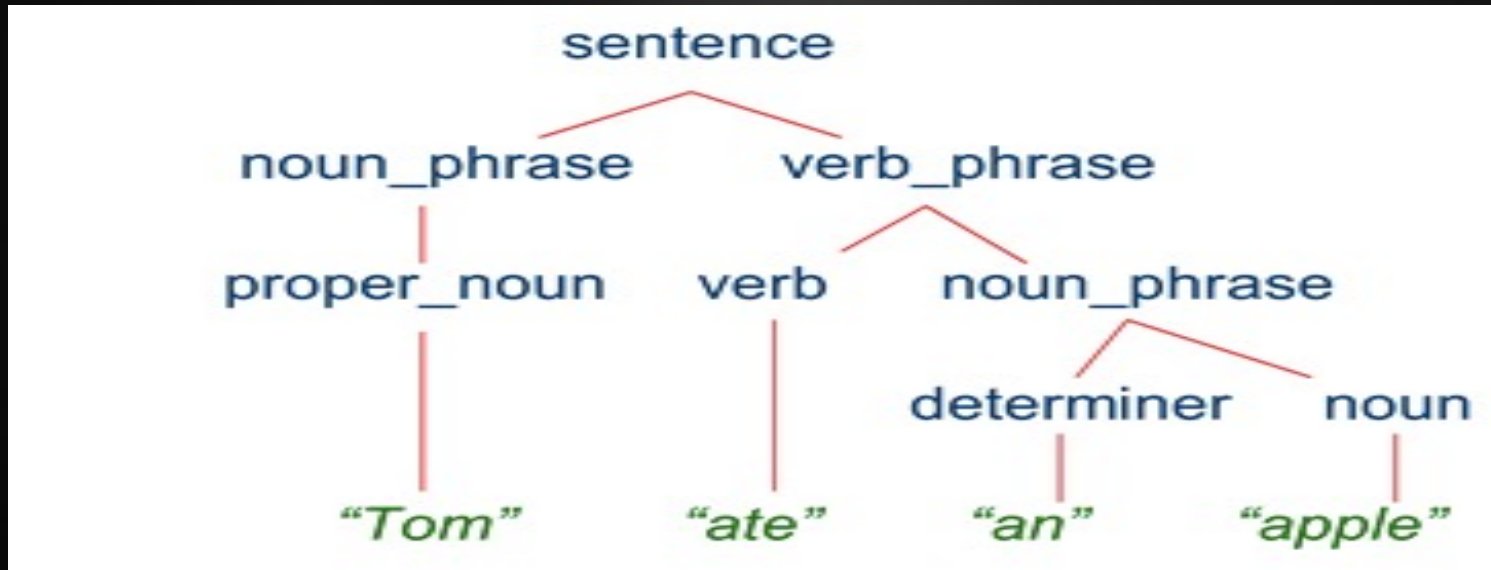 sentence
noun_phrase verb_phrase
proper_noun verb noun_phrase
determiner noun
“Tom” “ate” “an” “apple”